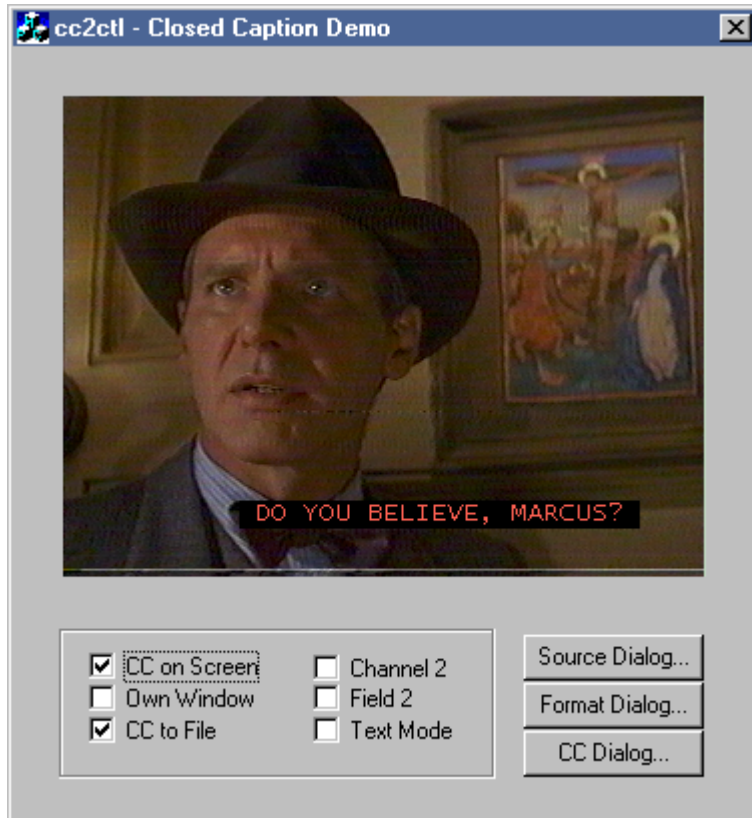 cc2ctl - Closed Caption Demo
DO YOU BELIEVE, MARCUS?
CC on Screen
Own Window
CC to File
Channel 2
Field 2
Text Mode
Source Dialog...
Format Dialog...
CC Dialog...